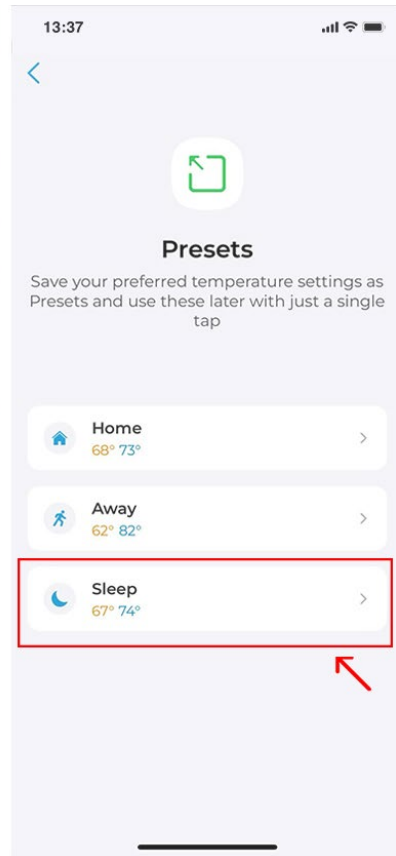 13:37
Presets
Save your preferred temperature settings as
Presets and use these later with just a single
tap
Home
68° 73°
Away
62° 82°
Sleep
67° 74°